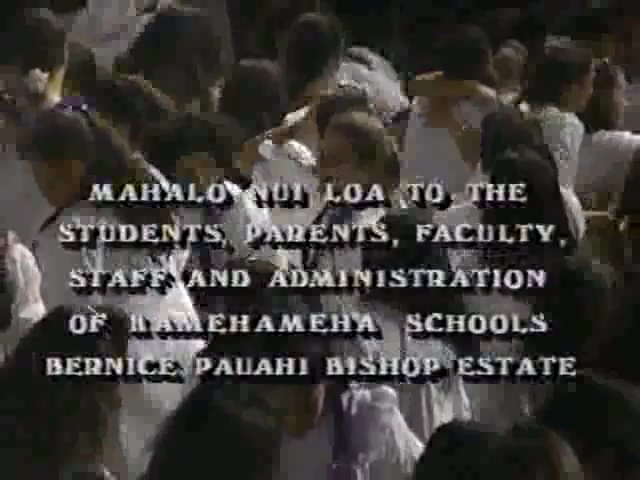 MAHALO NUI LOA TO THE
STUDENTS, PARENTS, FACULTY,
STAFF AND ADMINISTRATION
OF KAMEHAMEHA SCHOOLS
BERNICE PAUAHI BISHOP ESTATE